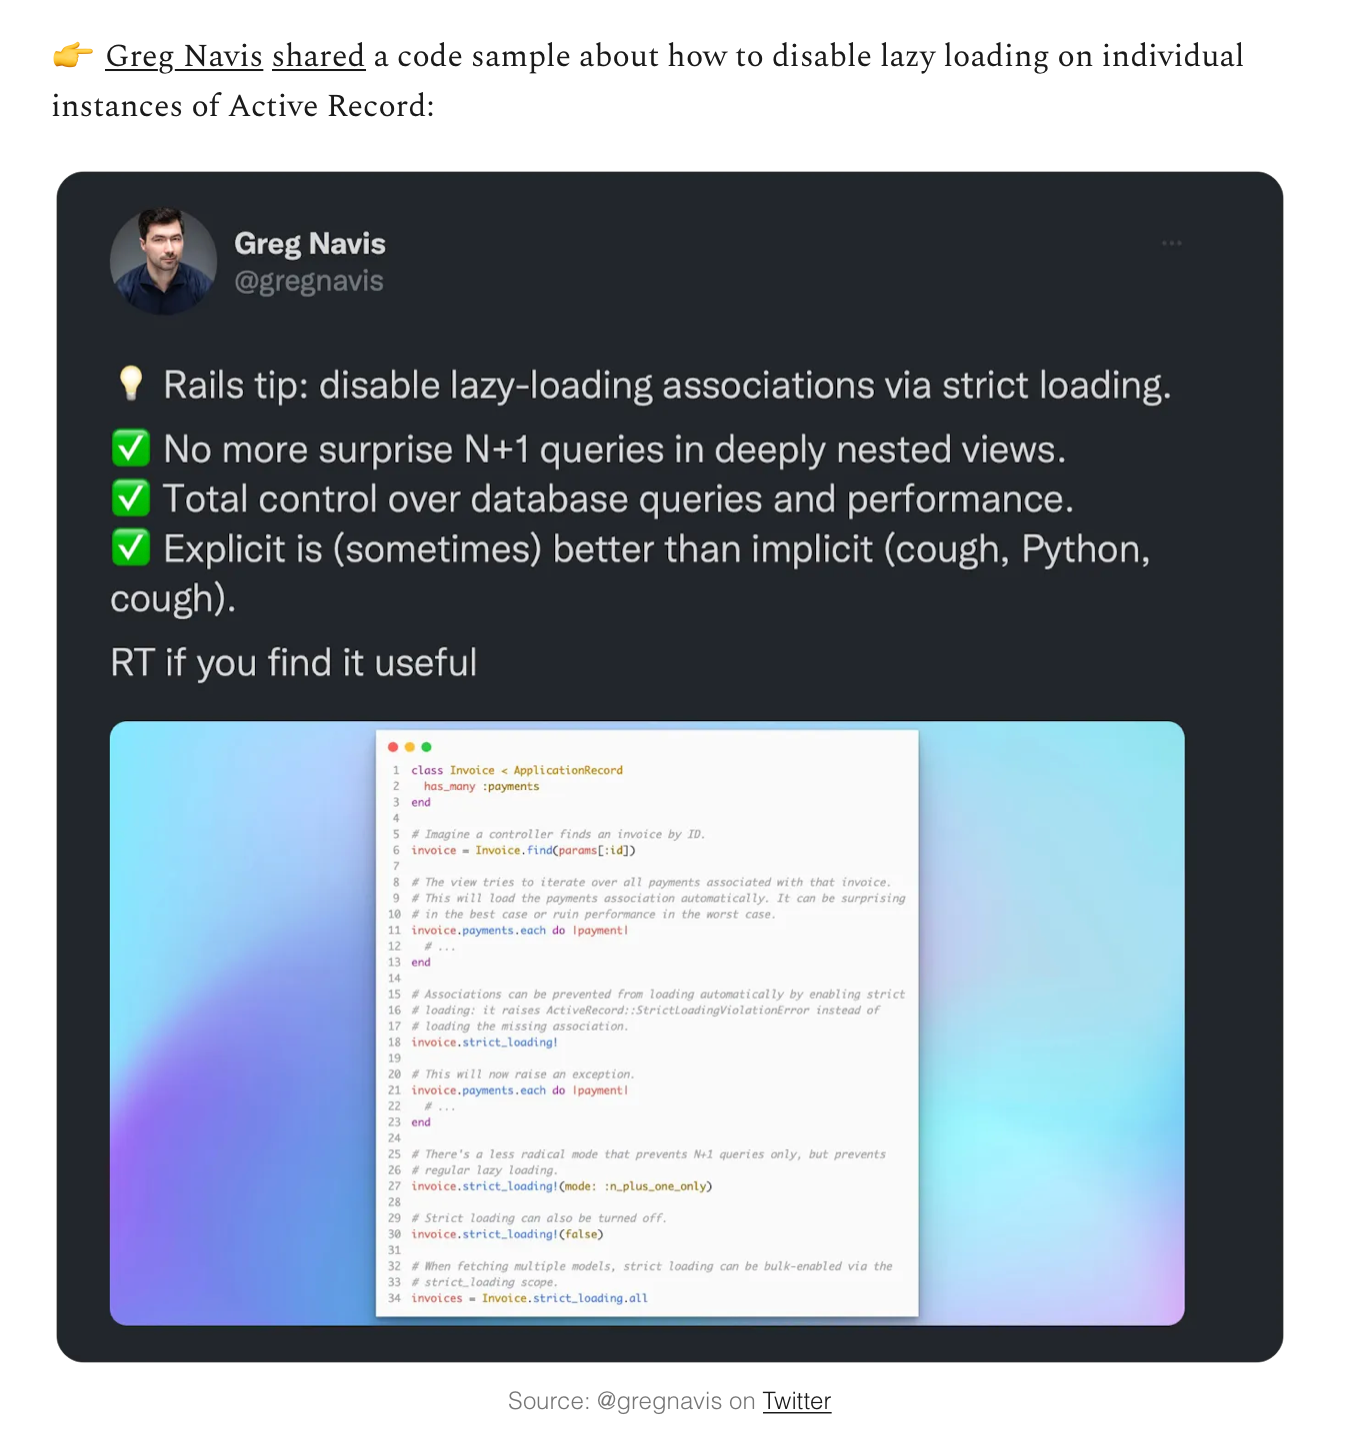 👉 Greg Navis shared a code sample about how to disable lazy loading on individual
instances of Active Record:
Greg Navis
@gregnavis
...
💡 Rails tip: disable lazy-loading associations via strict loading.
✅ No more surprise N+1 queries in deeply nested views.
✅ Total control over database queries and performance.
✅ Explicit is (sometimes) better than implicit (cough, Python,
cough).
RT if you find it useful
1 class Invoice < ApplicationRecord
2   has_many :payments
3 end
4
5 # Imagine a controller finds an invoice by ID.
6 invoice = Invoice.find(params[:id])
7
8 # The view tries to iterate over all payments associated with that invoice.
9 # This will load the payments association automatically. It can be surprising
10 # in the best case or ruin performance in the worst case.
11 invoice.payments.each do |payment|
12   # ...
13 end
14
15 # Associations can be prevented from loading automatically by enabling strict
16 # loading: it raises ActiveRecord::StrictLoadingViolationError instead of
17 # loading the missing association.
18 invoice.strict_loading!
19
20 # This will now raise an exception.
21 invoice.payments.each do |payment|
22   # ...
23 end
24
25 # There's a less radical mode that prevents N+1 queries only, but prevents
26 # regular lazy loading.
27 invoice.strict_loading!(mode: :n_plus_one_only)
28
29 # Strict loading can also be turned off.
30 invoice.strict_loading!(false)
31
32 # When fetching multiple models, strict loading can be bulk-enabled via the
33 # strict_loading scope.
34 invoices = Invoice.strict_loading.all
Source: @gregnavis on Twitter